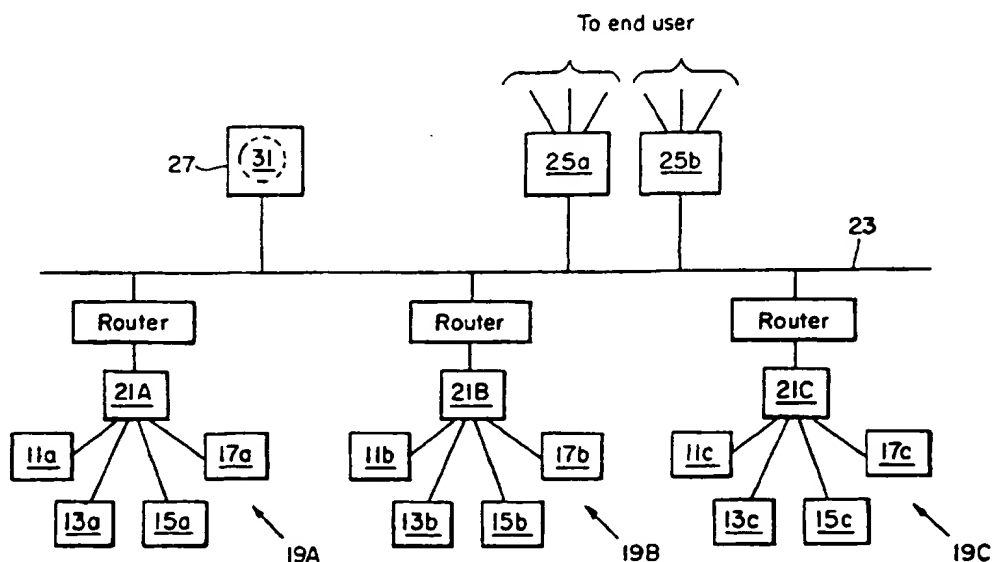 To end user
31
27
25a
25b
23
Router
Router
Router
21A
21B
21C
11a
17a
11b
17b
11c
17c
13a
15a
13b
15b
13c
15c
19A
19B
19C